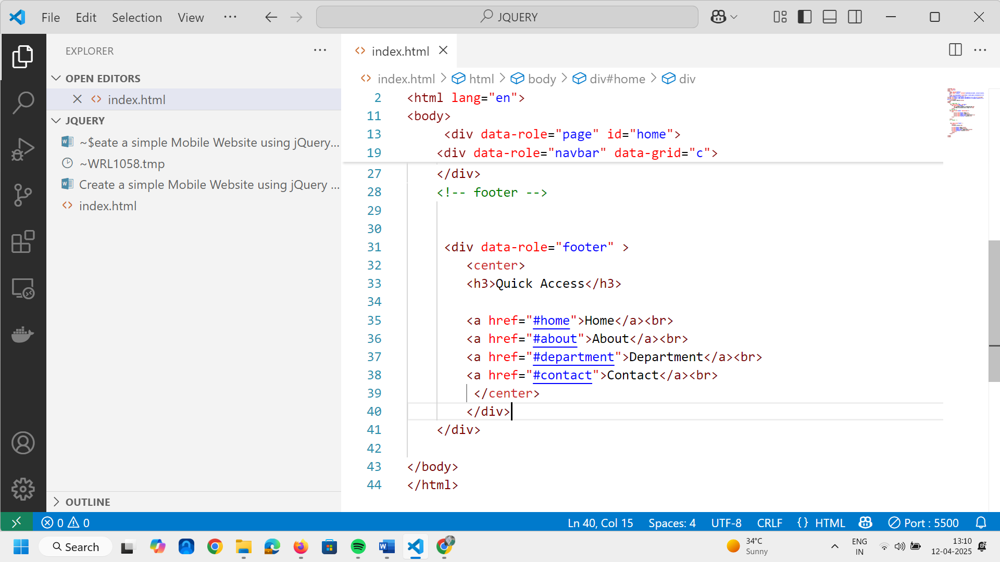 File Edit Selection View ··· JQUERY
EXPLORER ···
index.html
OPEN EDITORS
index.html
JQUERY
~$eate a simple Mobile Website using jQuery...
~WRL1058.tmp
Create a simple Mobile Website using jQuery ...
index.html
OUTLINE
index.html > html > body > div#home > div
2 <html lang="en">
11 <body>
13 <div data-role="page" id="home">
19 <div data-role="navbar" data-grid="c">
27 </div>
28 <!-- footer -->
29
30
31 <div data-role="footer" >
32 <center>
33 <h3>Quick Access</h3>
34
35 <a href="#home">Home</a><br>
36 <a href="#about">About</a><br>
37 <a href="#department">Department</a><br>
38 <a href="#contact">Contact</a><br>
39 </center>
40 </div>
41 </div>
42
43 </body>
44 </html>
0 0 Ln 40, Col 15 Spaces: 4 UTF-8 CRLF {} HTML Port : 5500
Search
34°C
Sunny
ENG
IN
13:10
12-04-2025